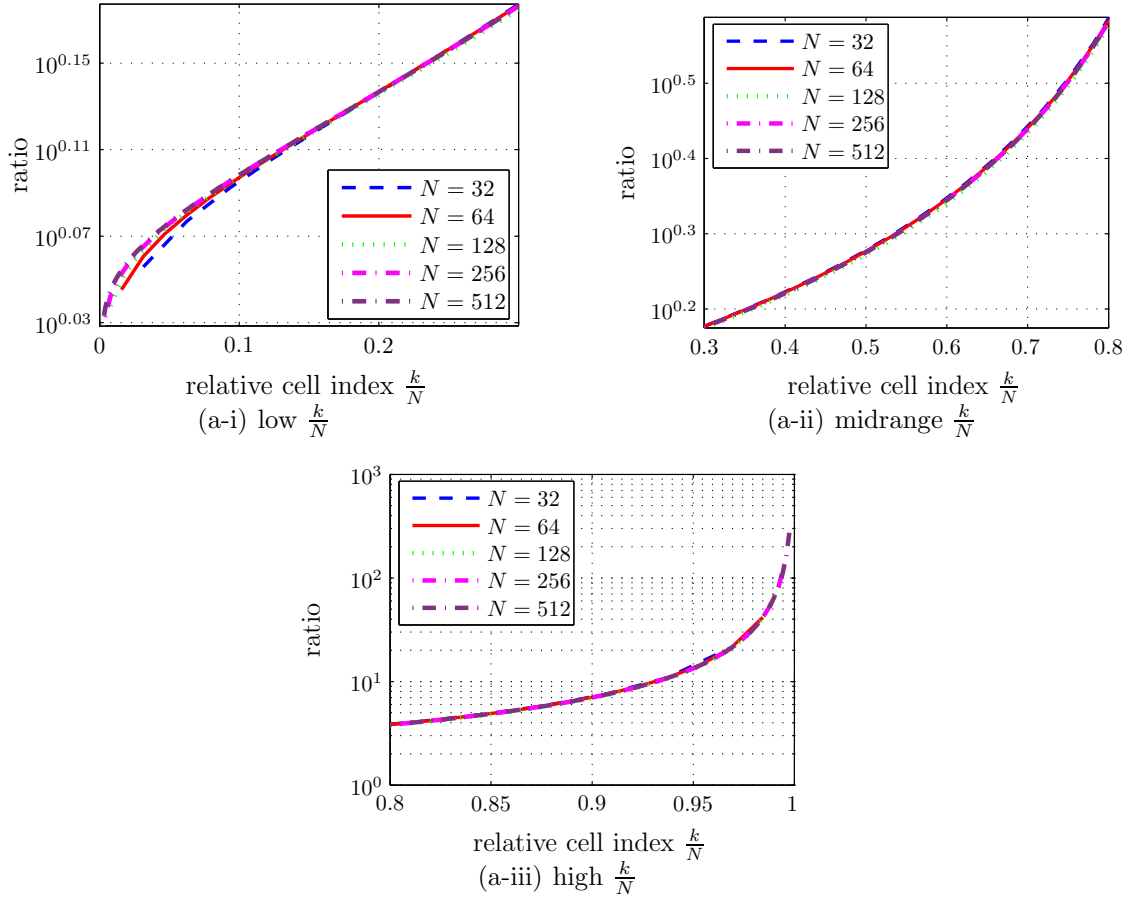 ratio
10^0.15
10^0.11
10^0.07
10^0.03
N = 32
N = 64
N = 128
N = 256
N = 512
0 0.1 0.2
relative cell index k/N
(a-i) low k/N
ratio
10^0.5
10^0.4
10^0.3
10^0.2
N = 32
N = 64
N = 128
N = 256
N = 512
0.3 0.4 0.5 0.6 0.7 0.8
relative cell index k/N
(a-ii) midrange k/N
ratio
10^3
10^2
10^1
10^0
N = 32
N = 64
N = 128
N = 256
N = 512
0.8 0.85 0.9 0.95 1
relative cell index k/N
(a-iii) high k/N